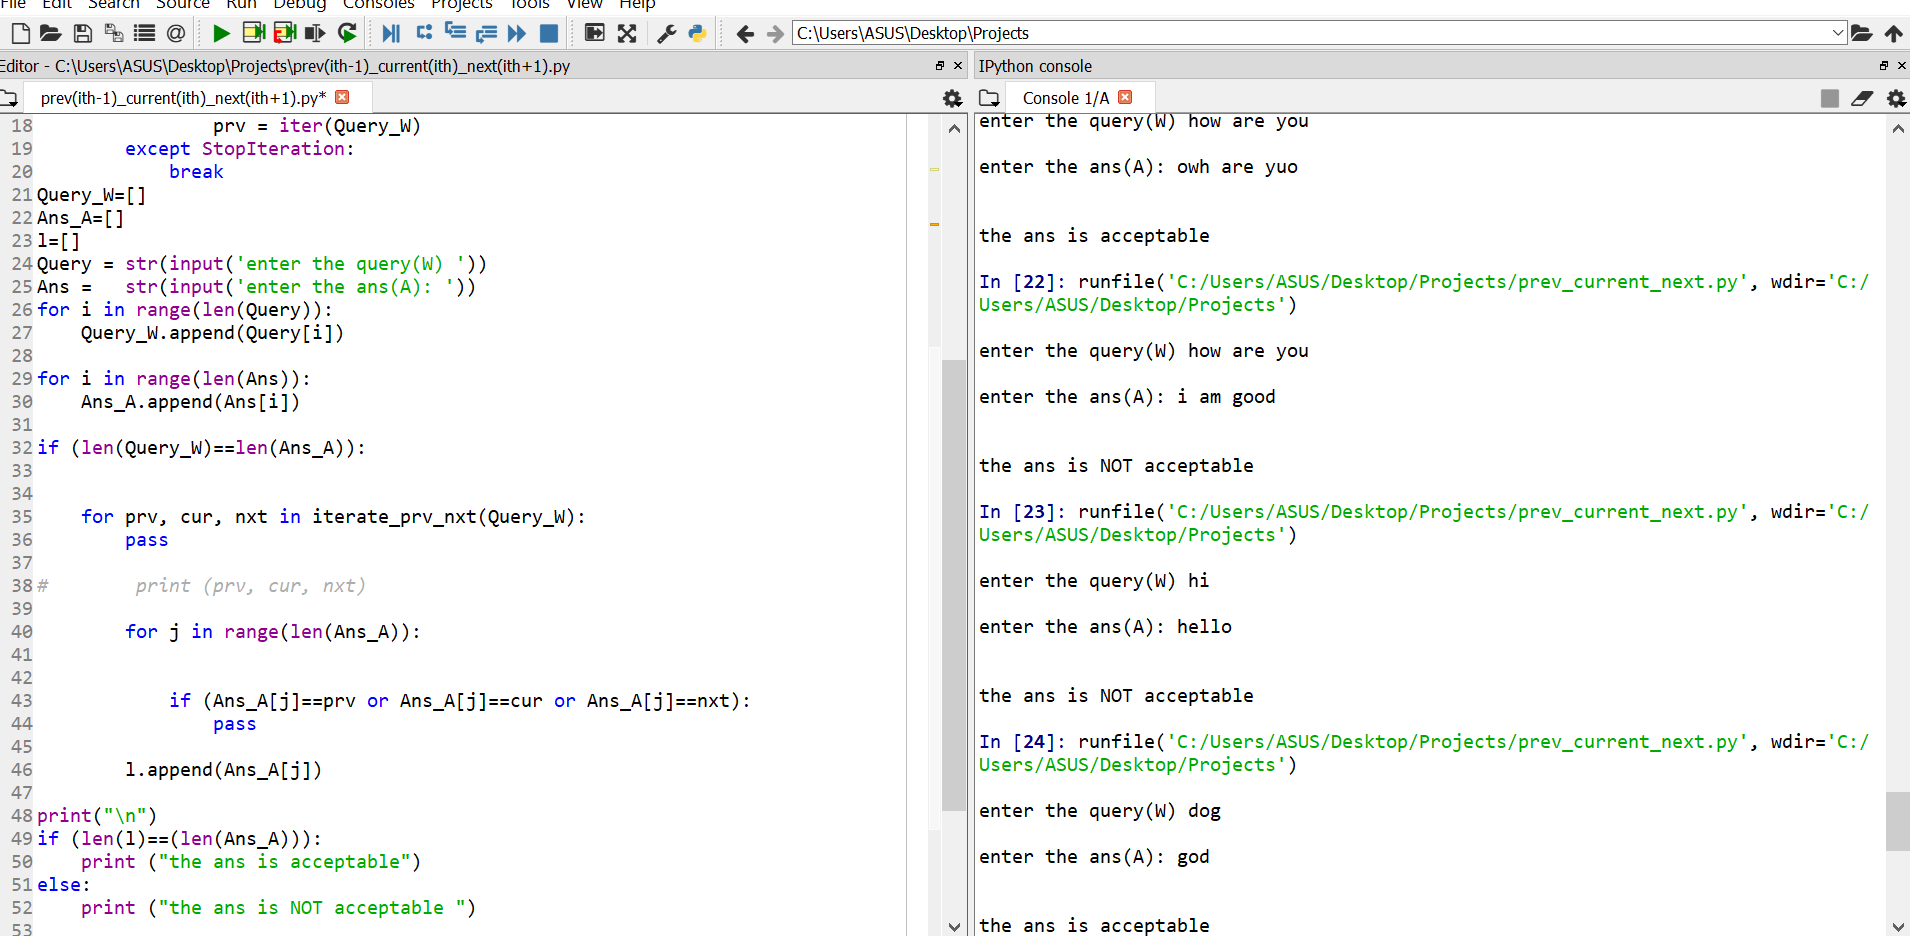 File Edit Search Source Run Debug Consoles Projects Tools View Help
C:\Users\ASUS\Desktop\Projects
Editor - C:\Users\ASUS\Desktop\Projects\prev(ith-1)_current(ith)_next(ith+1).py
prev(ith-1)_current(ith)_next(ith+1).py*
18                 prv = iter(Query_W)
19         except StopIteration:
20             break
21 Query_W=[]
22 Ans_A=[]
23 l=[]
24 Query = str(input('enter the query(W) '))
25 Ans =   str(input('enter the ans(A): '))
26 for i in range(len(Query)):
27     Query_W.append(Query[i])
28
29 for i in range(len(Ans)):
30     Ans_A.append(Ans[i])
31
32 if (len(Query_W)==len(Ans_A)):
33
34
35     for prv, cur, nxt in iterate_prv_nxt(Query_W):
36         pass
37
38 #        print (prv, cur, nxt)
39
40         for j in range(len(Ans_A)):
41
42
43             if (Ans_A[j]==prv or Ans_A[j]==cur or Ans_A[j]==nxt):
44                 pass
45
46         l.append(Ans_A[j])
47
48 print("\n")
49 if (len(l)==(len(Ans_A))):
50     print ("the ans is acceptable")
51 else:
52     print ("the ans is NOT acceptable ")
53
IPython console
Console 1/A
enter the query(W) how are you
enter the ans(A): owh are yuo
the ans is acceptable
In [22]: runfile('C:/Users/ASUS/Desktop/Projects/prev_current_next.py', wdir='C:/
Users/ASUS/Desktop/Projects')
enter the query(W) how are you
enter the ans(A): i am good
the ans is NOT acceptable
In [23]: runfile('C:/Users/ASUS/Desktop/Projects/prev_current_next.py', wdir='C:/
Users/ASUS/Desktop/Projects')
enter the query(W) hi
enter the ans(A): hello
the ans is NOT acceptable
In [24]: runfile('C:/Users/ASUS/Desktop/Projects/prev_current_next.py', wdir='C:/
Users/ASUS/Desktop/Projects')
enter the query(W) dog
enter the ans(A): god
the ans is acceptable